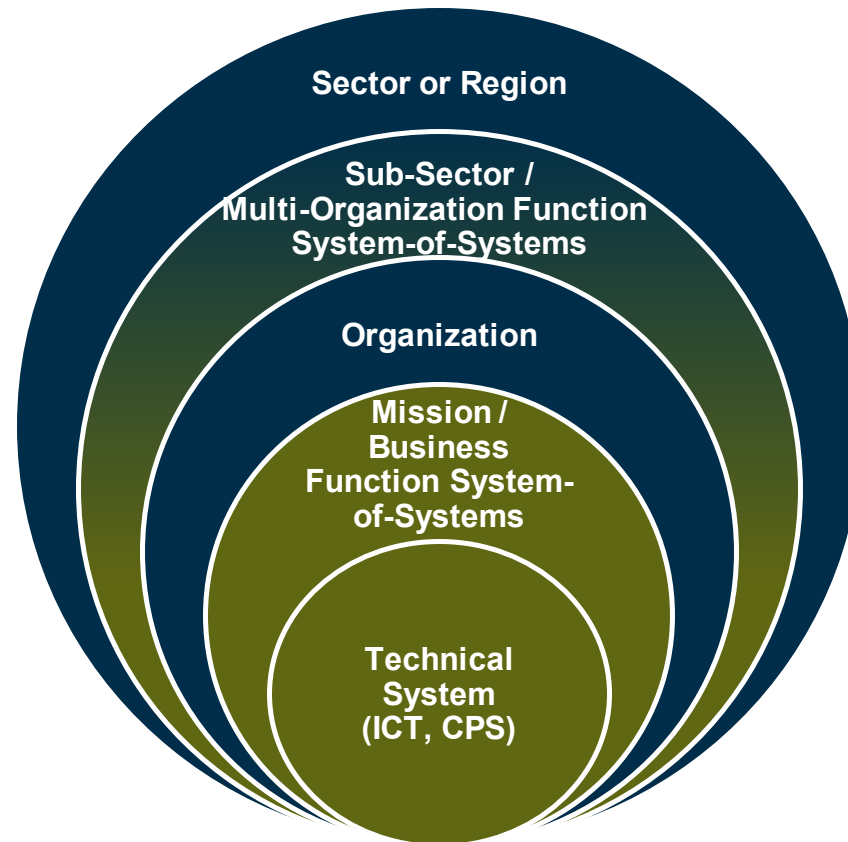 Sector or Region
Sub-Sector /
Multi-Organization Function
System-of-Systems
Organization
Mission /
Business
Function System-
of-Systems
Technical
System
(ICT, CPS)